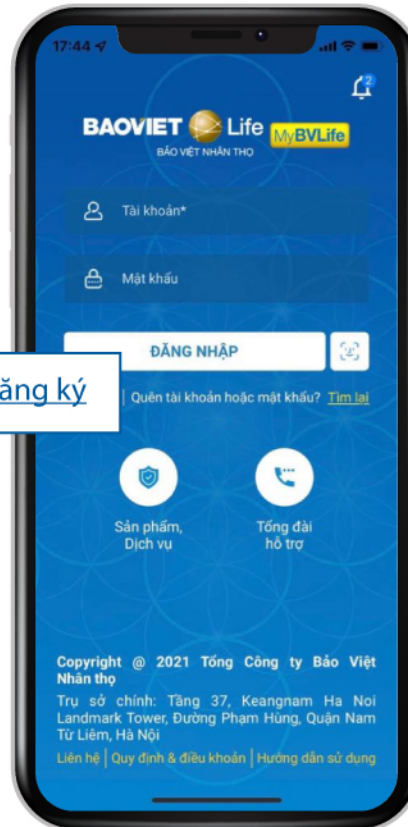 17:44
2
BAOVIET Life MyBVLife
BẢO VIỆT NHÂN THỌ
Tài khoản*
Mật khẩu
ĐĂNG NHẬP
ký
Quên tài khoản hoặc mật khẩu? Tìm lại
Sản phẩm, Dịch vụ
Tổng đài hỗ trợ
Copyright @ 2021 Tổng Công ty Bảo Việt
Nhân thọ
Trụ sở chính: Tầng 37, Keangnam Ha Noi
Landmark Tower, Đường Phạm Hùng, Quận Nam
Từ Liêm, Hà Nội
Liên hệ | Quy định & điều khoản | Hướng dẫn sử dụng